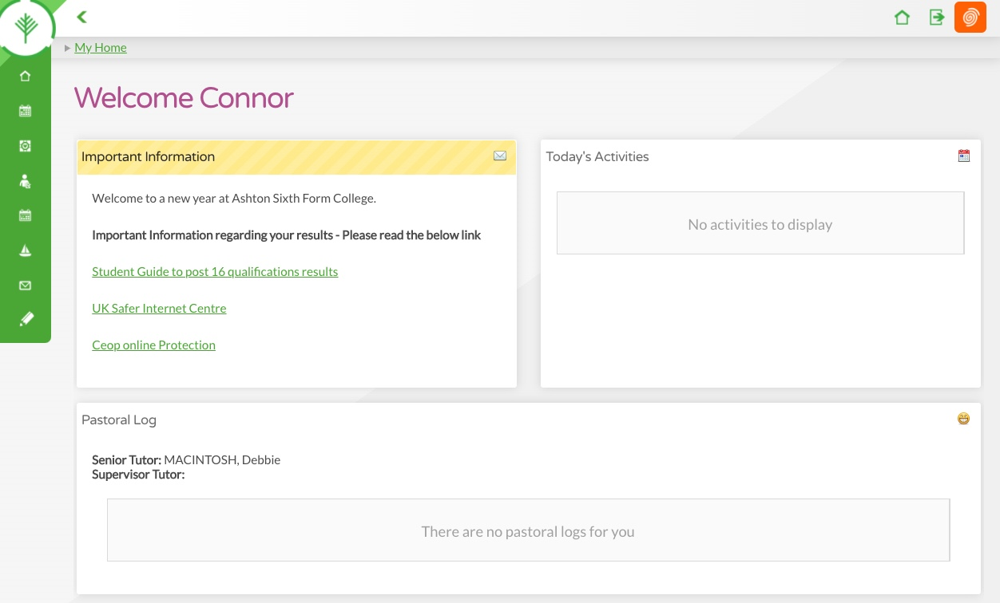 My Home
Welcome Connor
Important Information
Welcome to a new year at Ashton Sixth Form College.
Important Information regarding your results - Please read the below link
Student Guide to post 16 qualifications results
UK Safer Internet Centre
Ceop online Protection
Today's Activities
No activities to display
Pastoral Log
Senior Tutor: MACINTOSH, Debbie
Supervisor Tutor:
There are no pastoral logs for you